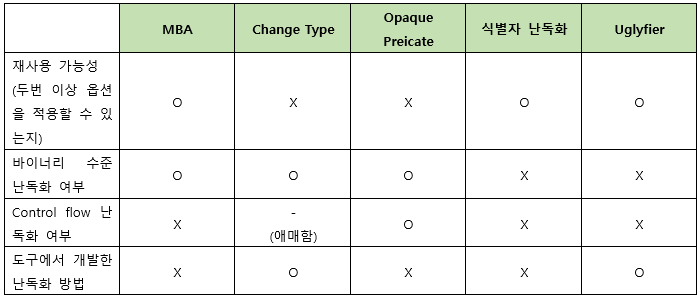 MBA
Change Type
Opaque
Preicate
식별자 난독화
Uglyfier
재사용 가능성
(두번 이상 옵션
을 적용할 수 있
는지)
O
X
X
O
O
바이너리 수준
난독화 여부
O
O
O
X
X
Control flow 난
독화 여부
X
-
(애매함)
O
X
X
도구에서 개발한
난독화 방법
X
O
X
X
O